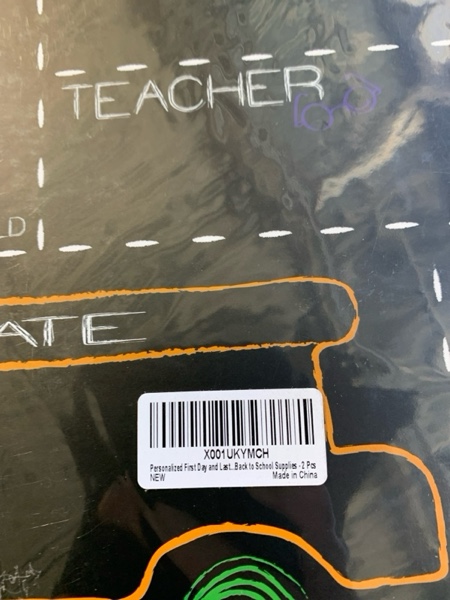 TEACHER
D
ATE
X001UKYMCH
Personalized First Day and Last...Back to School Supplies - 2 Pcs
NEW Made in China